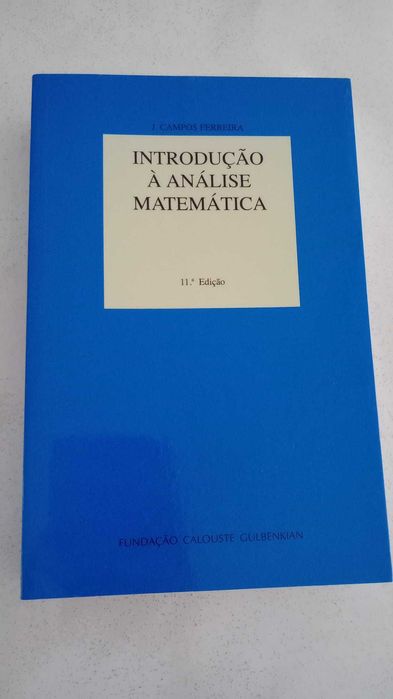 J. CAMPOS FERREIRA
INTRODUÇÃO
À ANÁLISE
MATEMÁTICA
11.ª Edição
FUNDAÇÃO CALOUSTE GULBENKIAN